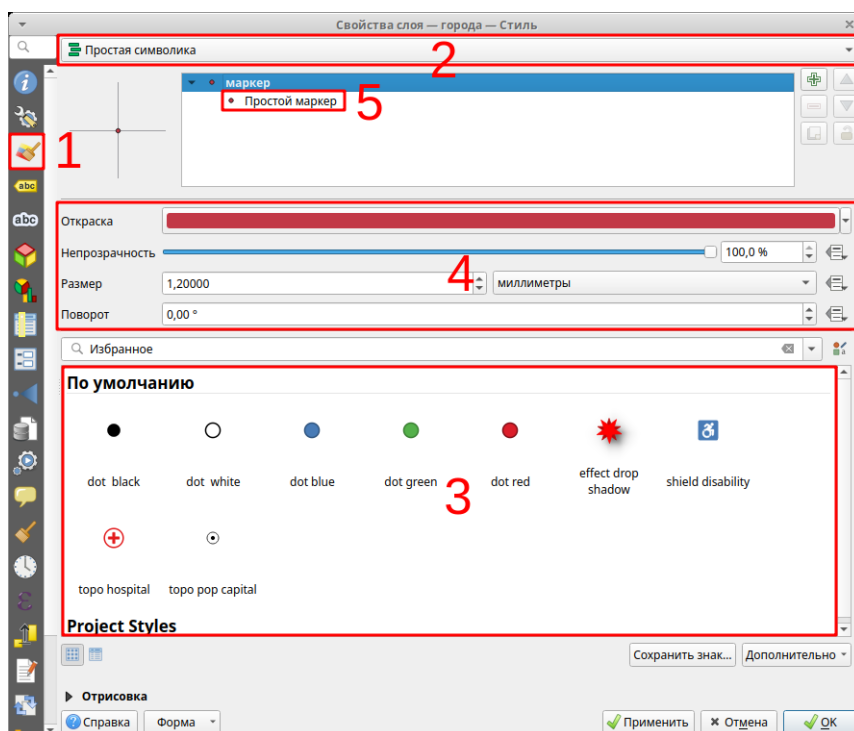 Свойства слоя — города — Стиль
Простая символика
2
маркер
Простой маркер
5
1
abc
abc
Откраска
Непрозрачность
100,0 %
4
Размер
1,20000
миллиметры
Поворот
0,00 °
Избранное
По умолчанию
dot black
dot white
dot blue
dot green
dot red
effect drop
shadow
shield disability
3
topo hospital
topo pop capital
Project Styles
Сохранить знак...
Дополнительно
Отрисовка
Справка
Форма
Применить
Отмена
OK